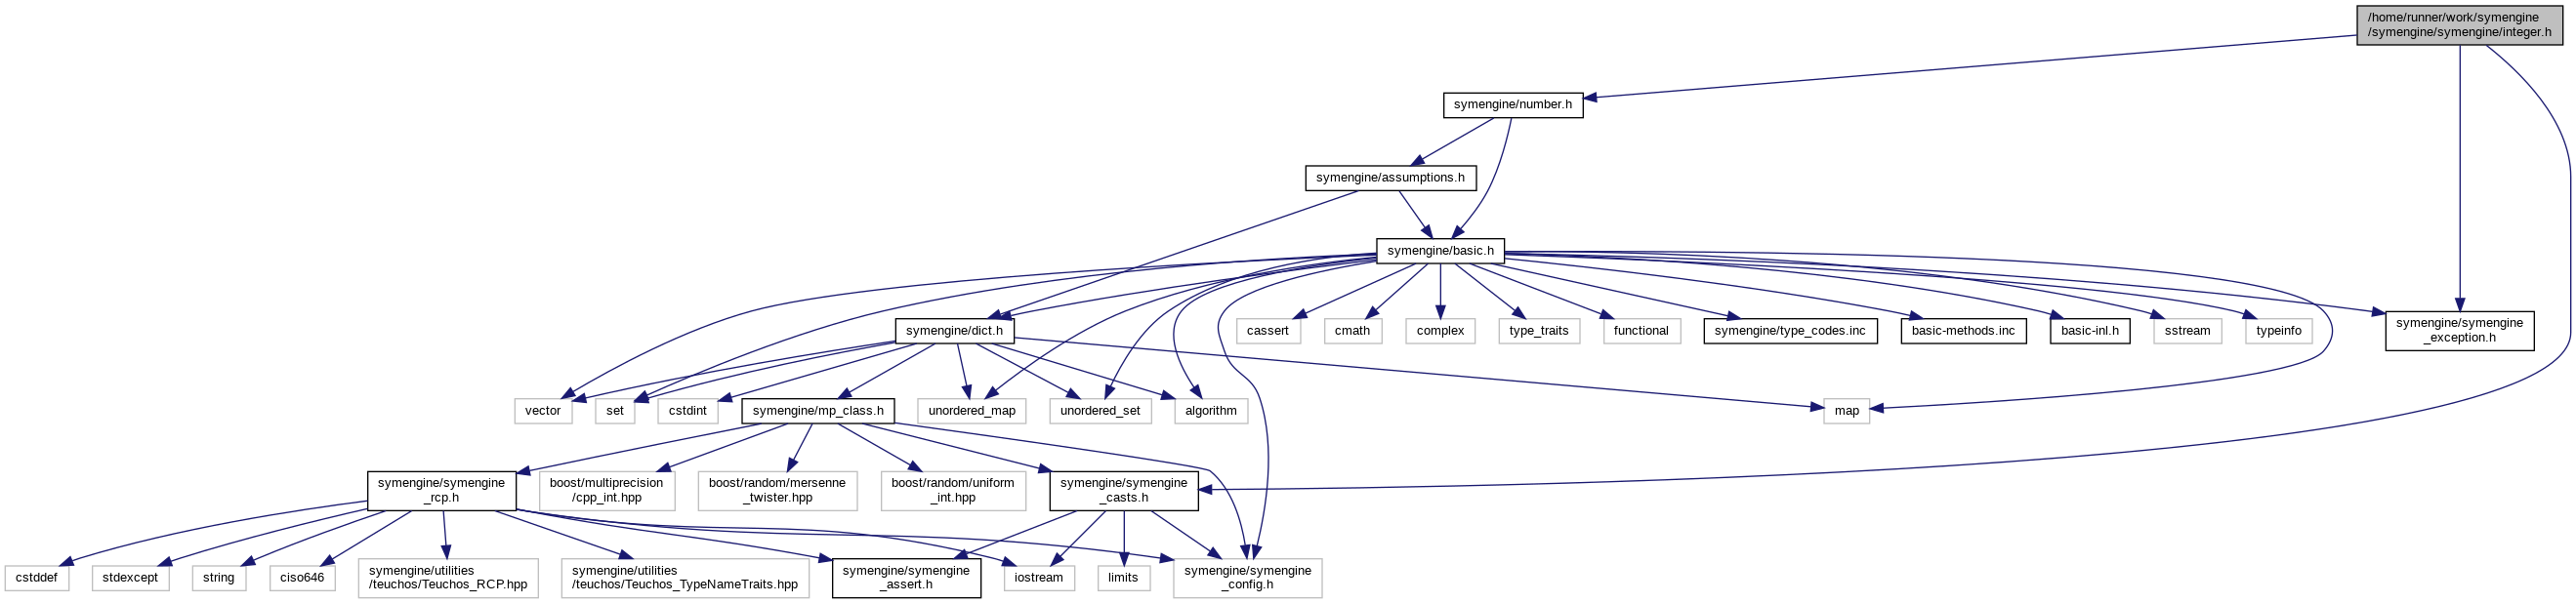 /home/runner/work/symengine
/symengine/symengine/integer.h
symengine/number.h
symengine/assumptions.h
symengine/basic.h
symengine/dict.h
cassert
cmath
complex
type_traits
functional
symengine/type_codes.inc
basic-methods.inc
basic-inl.h
sstream
typeinfo
symengine/symengine
_exception.h
vector
set
cstdint
symengine/mp_class.h
unordered_map
unordered_set
algorithm
map
symengine/symengine
_rcp.h
boost/multiprecision
/cpp_int.hpp
boost/random/mersenne
_twister.hpp
boost/random/uniform
_int.hpp
symengine/symengine
_casts.h
cstddef
stdexcept
string
ciso646
symengine/utilities
/teuchos/Teuchos_RCP.hpp
symengine/utilities
/teuchos/Teuchos_TypeNameTraits.hpp
symengine/symengine
_assert.h
iostream
limits
symengine/symengine
_config.h